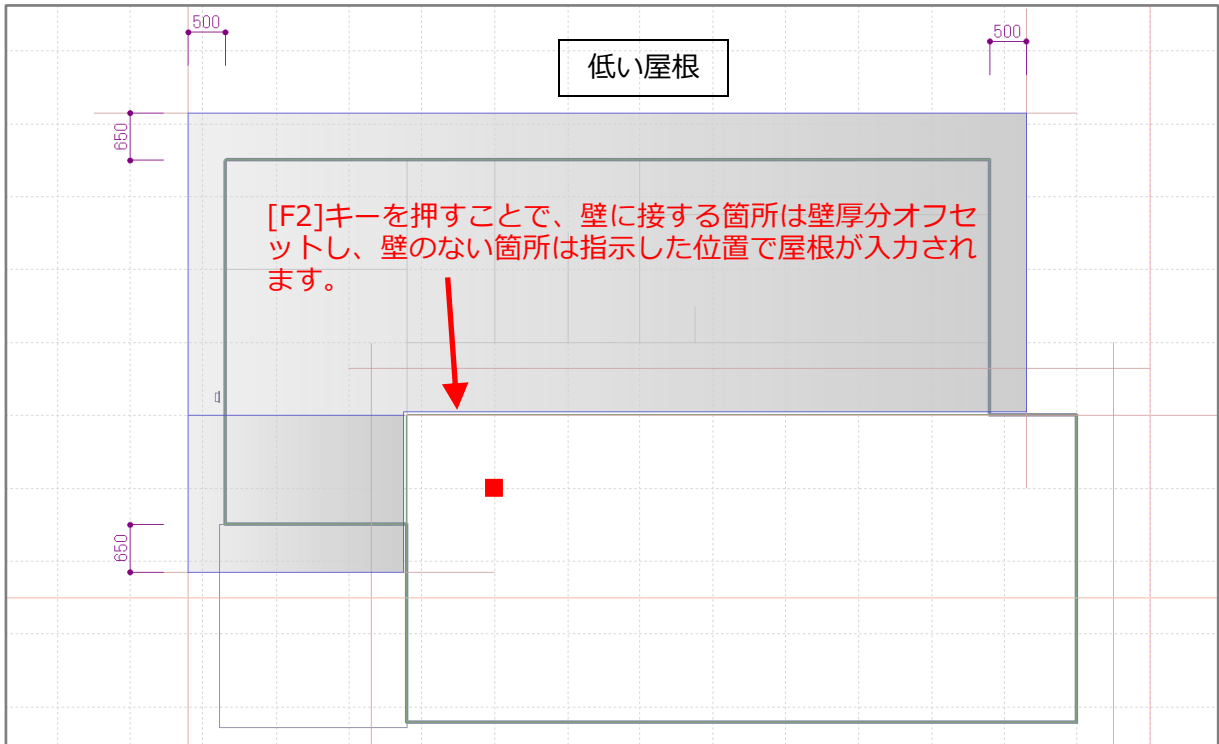 500
500
低い屋根
650
[F2]キーを押すことで、壁に接する箇所は壁厚分オフセ
ットし、壁のない箇所は指示した位置で屋根が入力され
ます。
650